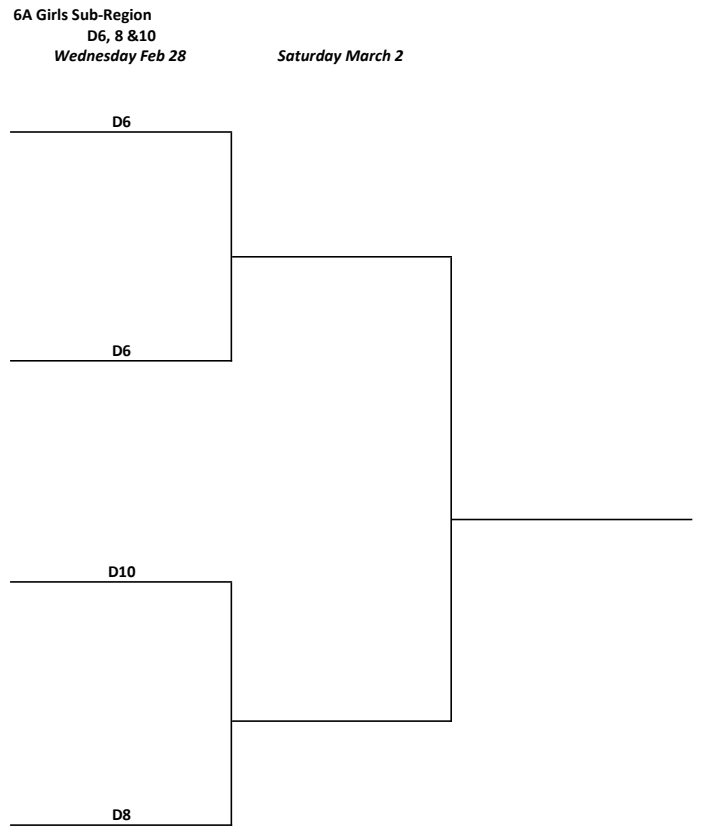 6A Girls Sub-Region
D6, 8 &10
Wednesday Feb 28
Saturday March 2
D6
D6
D10
D8